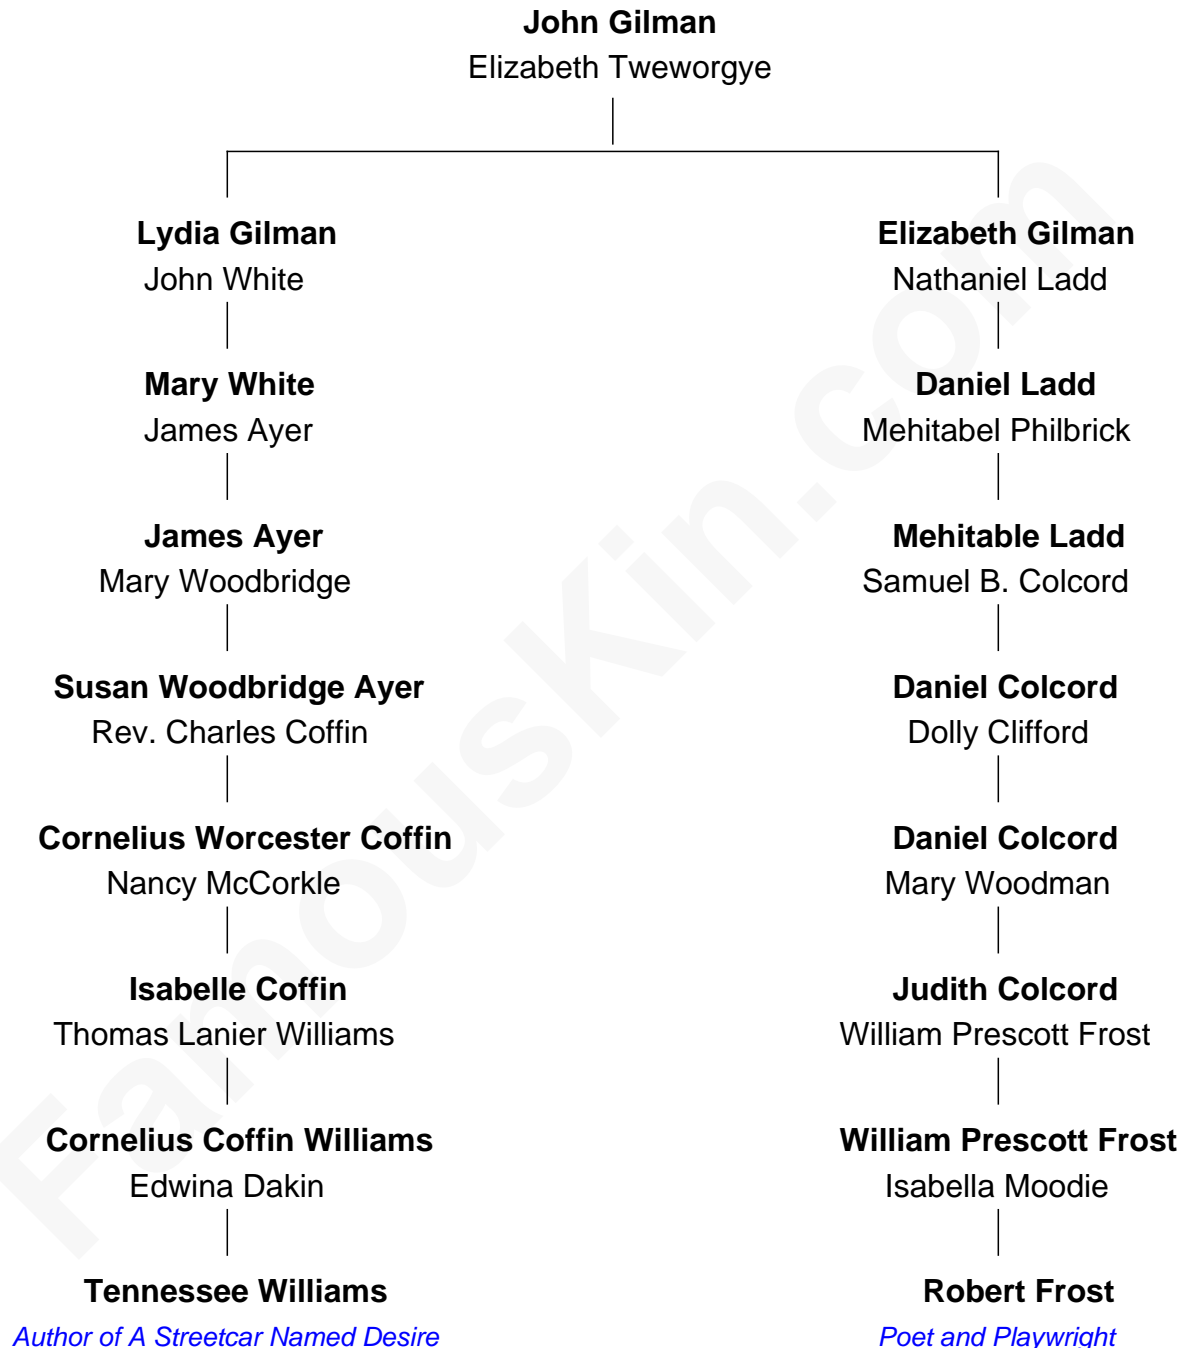 John Gilman
Elizabeth Tweworgye
Lydia Gilman
John White
Elizabeth Gilman
Nathaniel Ladd
Mary White
James Ayer
Daniel Ladd
Mehitabel Philbrick
James Ayer
Mary Woodbridge
Mehitable Ladd
Samuel B. Colcord
Susan Woodbridge Ayer
Rev. Charles Coffin
Daniel Colcord
Dolly Clifford
Cornelius Worcester Coffin
Nancy McCorkle
Daniel Colcord
Mary Woodman
Isabelle Coffin
Thomas Lanier Williams
Judith Colcord
William Prescott Frost
Cornelius Coffin Williams
Edwina Dakin
William Prescott Frost
Isabella Moodie
Tennessee Williams
Author of A Streetcar Named Desire
Robert Frost
Poet and Playwright
FamousKin.com